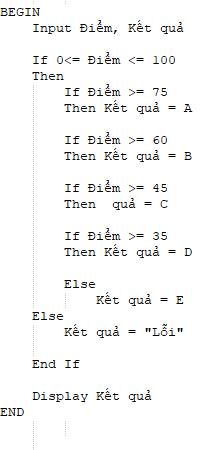 BEGIN
Input Điểm, Kết quả
If 0<= Điểm <= 100
Then
If Điểm >= 75
Then Kết quả = A
If Điểm >= 60
Then Kết quả = B
If Điểm >= 45
Then  quả = C
If Điểm >= 35
Then Kết quả = D
Else
Kết quả = E
Else
Kết quả = "Lỗi"
End If
Display Kết quả
END